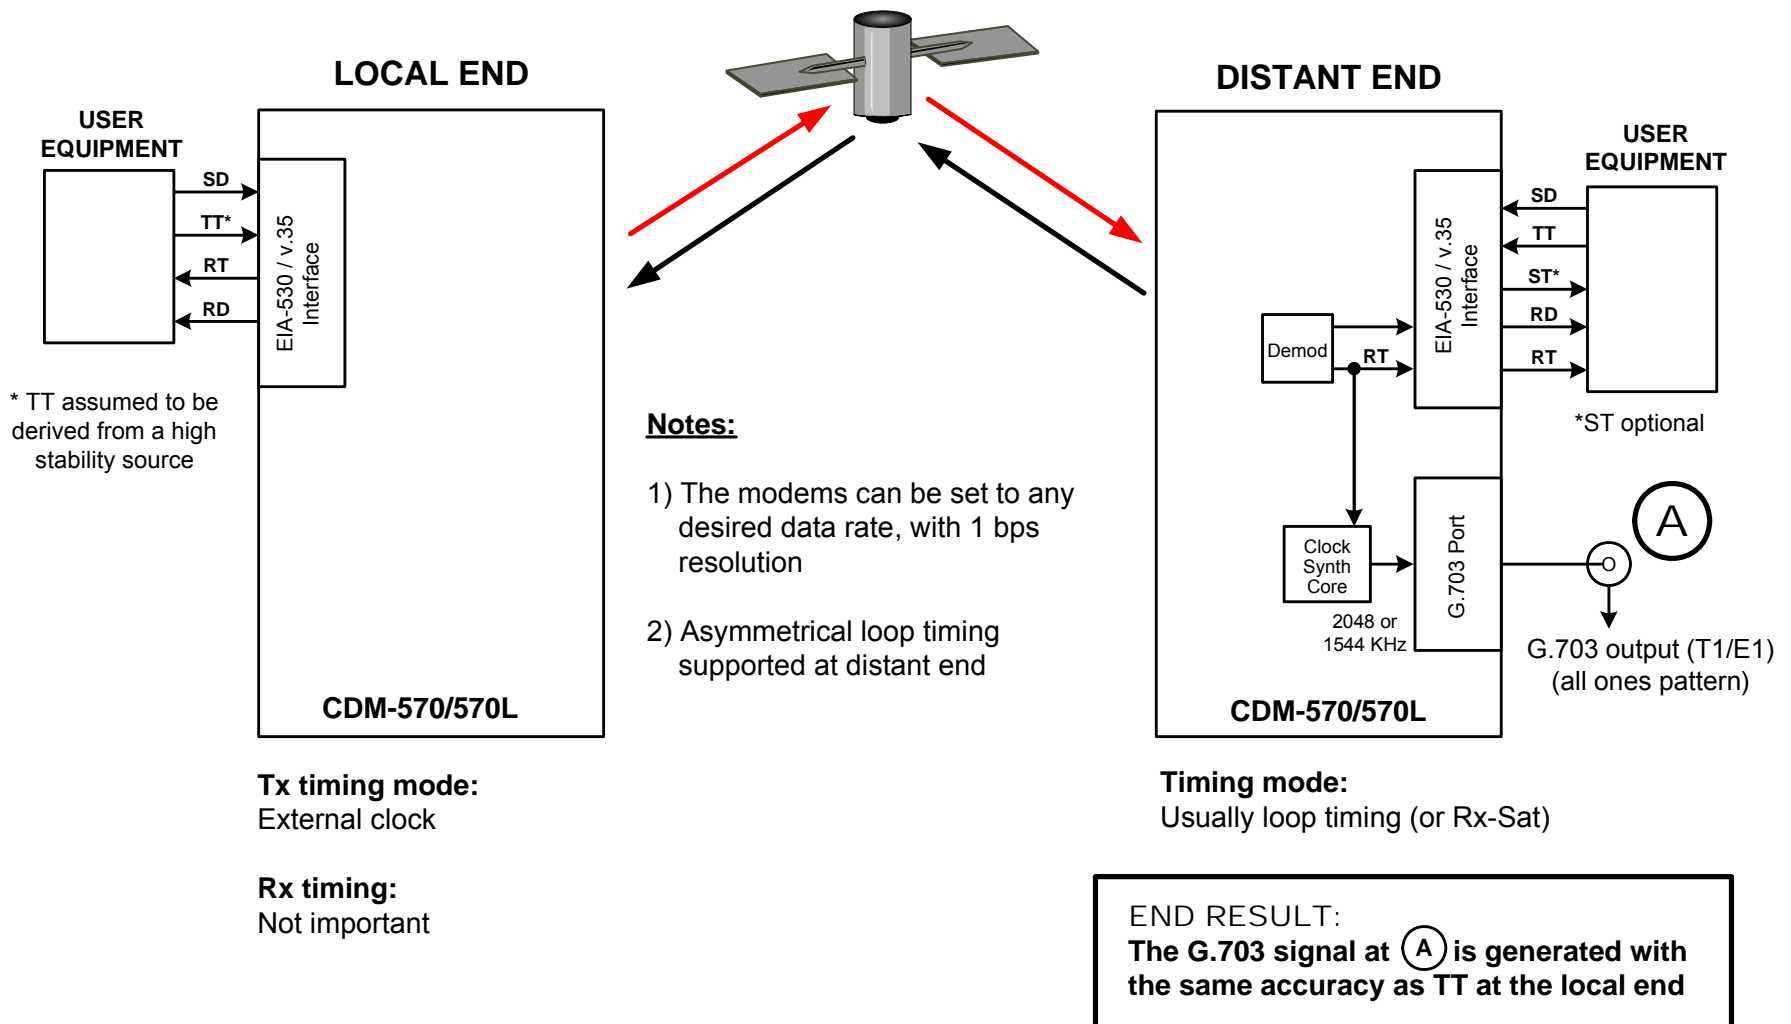 LOCAL END
DISTANT END
USER
EQUIPMENT
SD
TT*
RT
RD
EIA-530 / v.35
Interface
* TT assumed to be
derived from a high
stability source
CDM-570/570L
Tx timing mode:
External clock
Rx timing:
Not important
Notes:
1) The modems can be set to any
desired data rate, with 1 bps
resolution
2) Asymmetrical loop timing
supported at distant end
USER
EQUIPMENT
SD
TT
ST*
RD
RT
EIA-530 / v.35
Interface
Demod
RT
*ST optional
A
Clock
Synth
Core
2048 or
1544 KHz
G.703 Port
O
G.703 output (T1/E1)
(all ones pattern)
CDM-570/570L
Timing mode:
Usually loop timing (or Rx-Sat)
END RESULT:
The G.703 signal at A is generated with
the same accuracy as TT at the local end